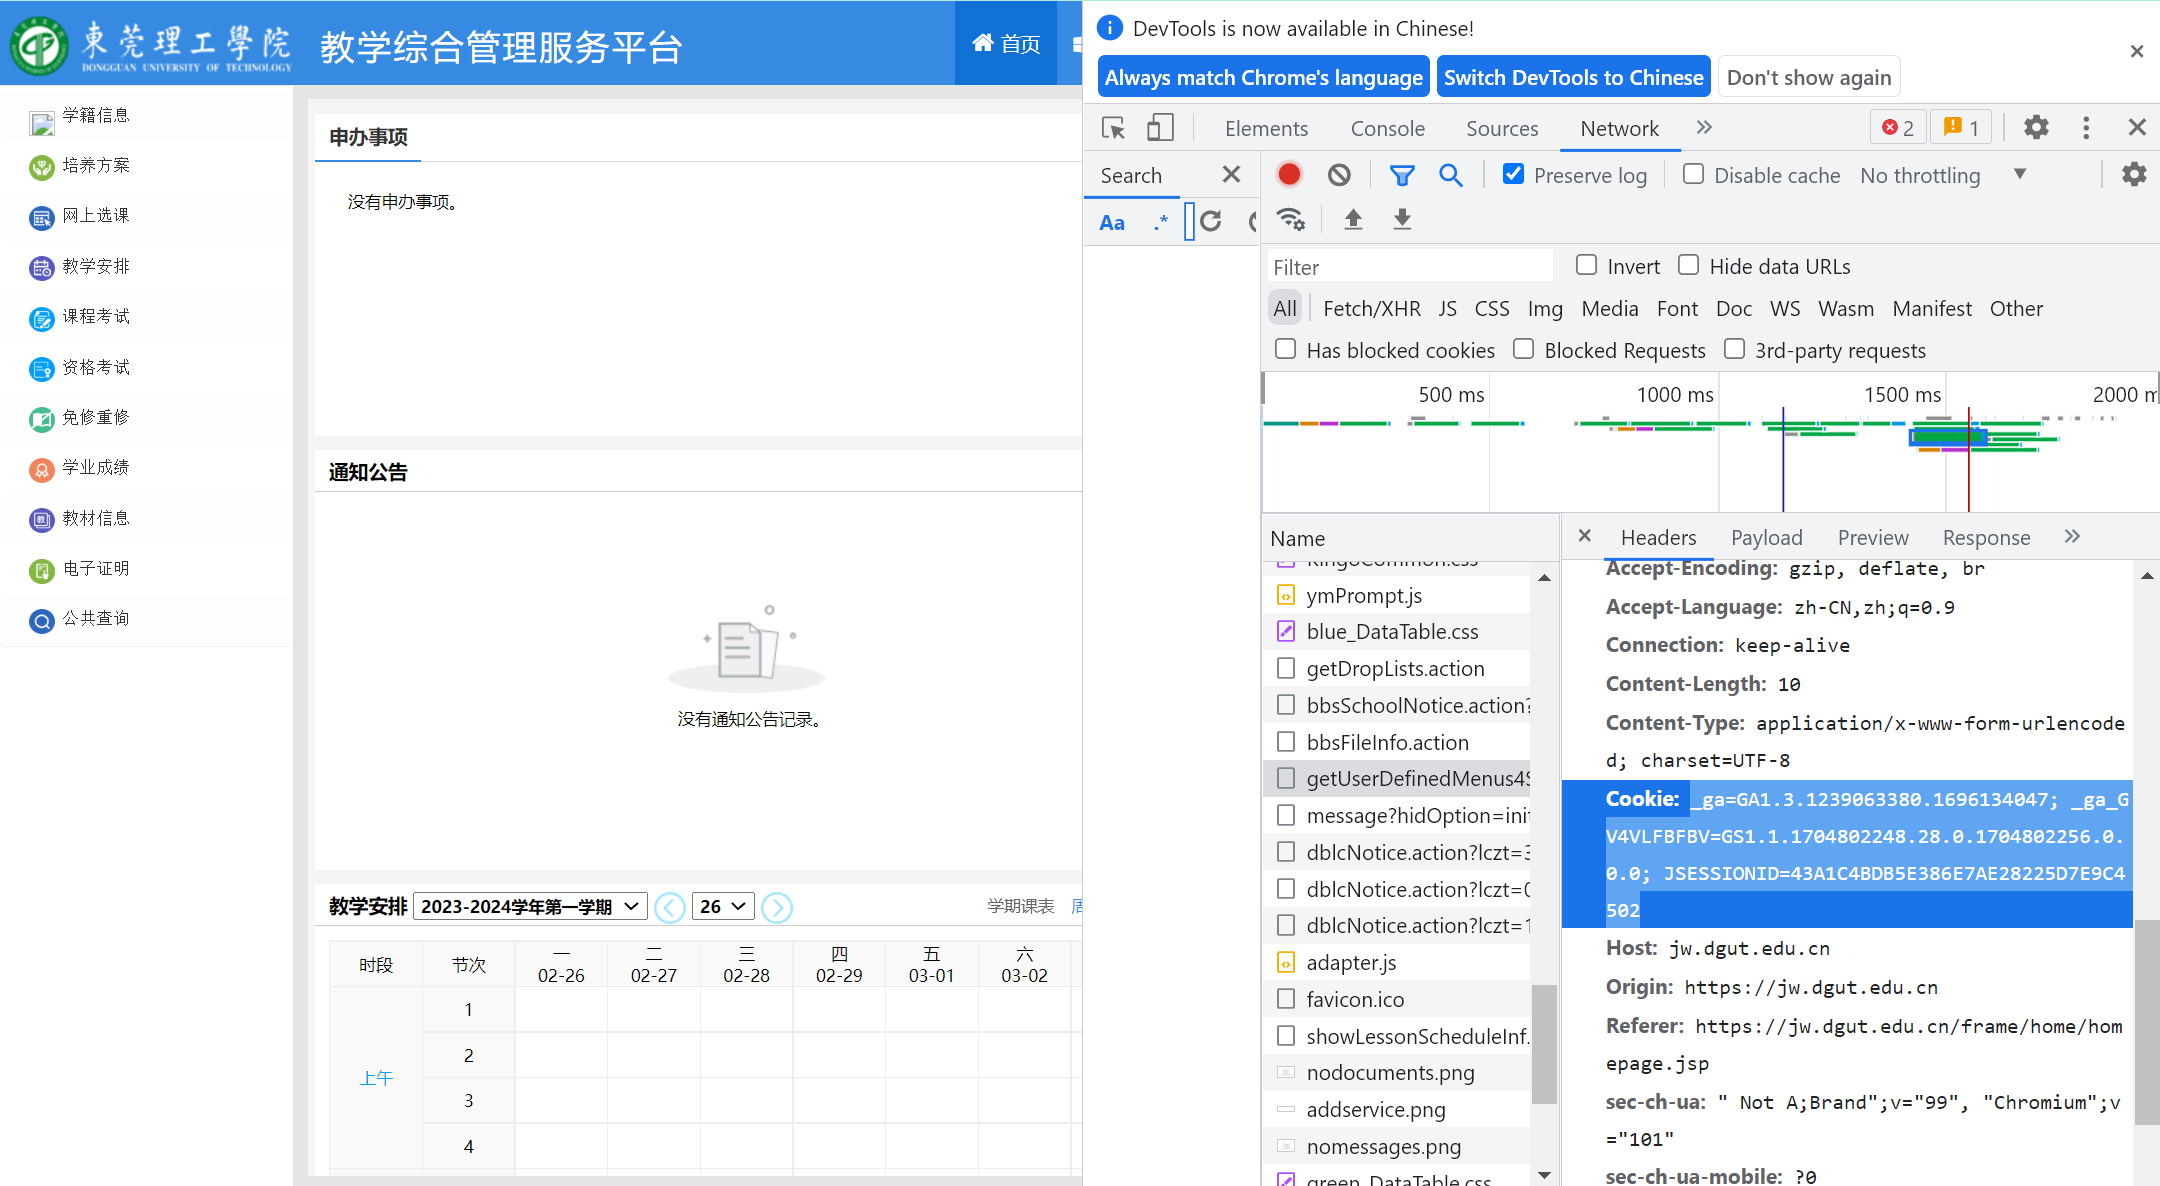 東莞理工學院
DONGGUAN UNIVERSITY OF TECHNOLOGY
教学综合管理服务平台
首页
学籍信息
培养方案
网上选课
教学安排
课程考试
资格考试
免修重修
学业成绩
教材信息
电子证明
公共查询
申办事项
没有申办事项。
通知公告
没有通知公告记录。
教学安排 2023-2024学年第一学期 26 学期课表
时段 节次 一 二 三 四 五 六
02-26 02-27 02-28 02-29 03-01 03-02
上午
1
2
3
4
DevTools is now available in Chinese!
Always match Chrome's language Switch DevTools to Chinese Don't show again
Elements Console Sources Network 2 1
Search
Aa .*
Preserve log Disable cache No throttling
Filter Invert Hide data URLs
All Fetch/XHR JS CSS Img Media Font Doc WS Wasm Manifest Other
Has blocked cookies Blocked Requests 3rd-party requests
500 ms 1000 ms 1500 ms 2000 m
Name
KingoCommon.css
ymPrompt.js
blue_DataTable.css
getDropLists.action
bbsSchoolNotice.action?
bbsFileInfo.action
getUserDefinedMenus4S
message?hidOption=init
dblcNotice.action?lczt=3
dblcNotice.action?lczt=0
dblcNotice.action?lczt=1
adapter.js
favicon.ico
showLessonScheduleInf.
nodocuments.png
addservice.png
nomessages.png
green_DataTable.css
Headers Payload Preview Response
Accept-Encoding: gzip, deflate, br
Accept-Language: zh-CN,zh;q=0.9
Connection: keep-alive
Content-Length: 10
Content-Type: application/x-www-form-urlencode
d; charset=UTF-8
Cookie: _ga=GA1.3.1239063380.1696134047; _ga_G
V4VLFBFBV=GS1.1.1704802248.28.0.1704802256.0.
0.0; JSESSIONID=43A1C4BDB5E386E7AE28225D7E9C4
502
Host: jw.dgut.edu.cn
Origin: https://jw.dgut.edu.cn
Referer: https://jw.dgut.edu.cn/frame/home/hom
epage.jsp
sec-ch-ua: " Not A;Brand";v="99", "Chromium";v
="101"
sec-ch-ua-mobile: ?0